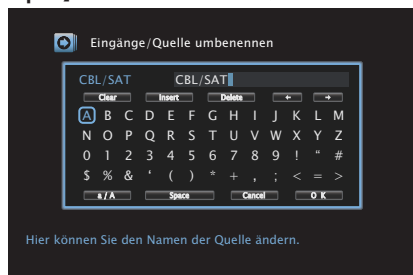 Eingänge/Quelle umbenennen
CBL/SAT CBL/SAT
Clear Insert Delete ← →
A B C D E F G H I J K L M
N O P Q R S T U V W X Y Z
0 1 2 3 4 5 6 7 8 9 ! “ #
$ % & ‘ ( ) * + , ; < = >
a / A Space Cancel O K
Hier können Sie den Namen der Quelle ändern.